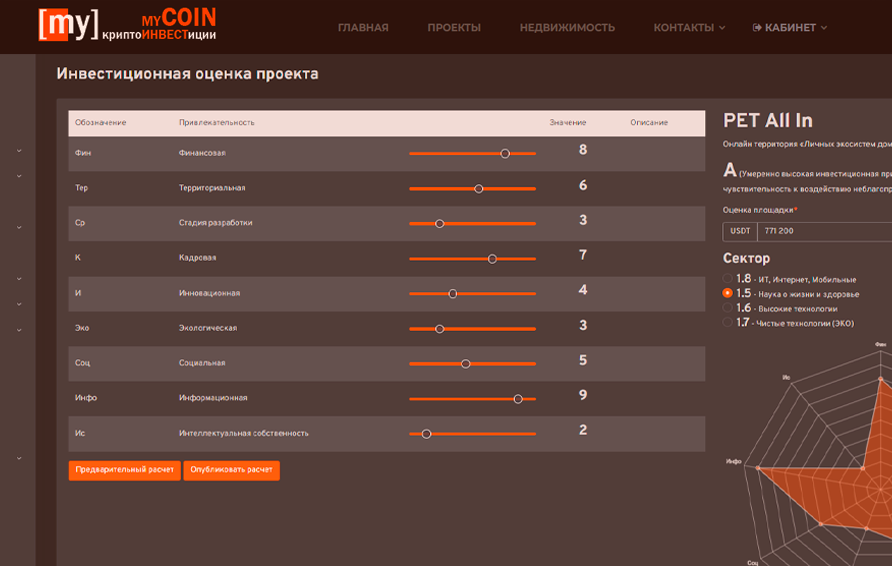 [my] MYCOIN
криптоИНВЕСТиции
ГЛАВНАЯ ПРОЕКТЫ НЕДВИЖИМОСТЬ КОНТАКТЫ КАБИНЕТ
Инвестиционная оценка проекта
Обозначение Привлекательность Значение Описание
Фин Финансовая 8
Тер Территориальная 6
Ср Стадия разработки 3
К Кадровая 7
И Инновационная 4
Эко Экологическая 3
Соц Социальная 5
Инфо Информационная 9
Ис Интеллектуальная собственность 2
Предварительный расчет Опубликовать расчет
PET All In
Онлайн территория «Личных экосистем дом
А (Умеренно высокая инвестиционная при
чувствительность к воздействию неблагопр
Оценка площадки*
USDT 771 200
Сектор
1.8 - ИТ, Интернет, Мобильные
1.5 - Наука о жизни и здоровье
1.6 - Высокие технологии
1.7 - Чистые технологии (ЭКО)
Фин
Ис
Инфо
Соц